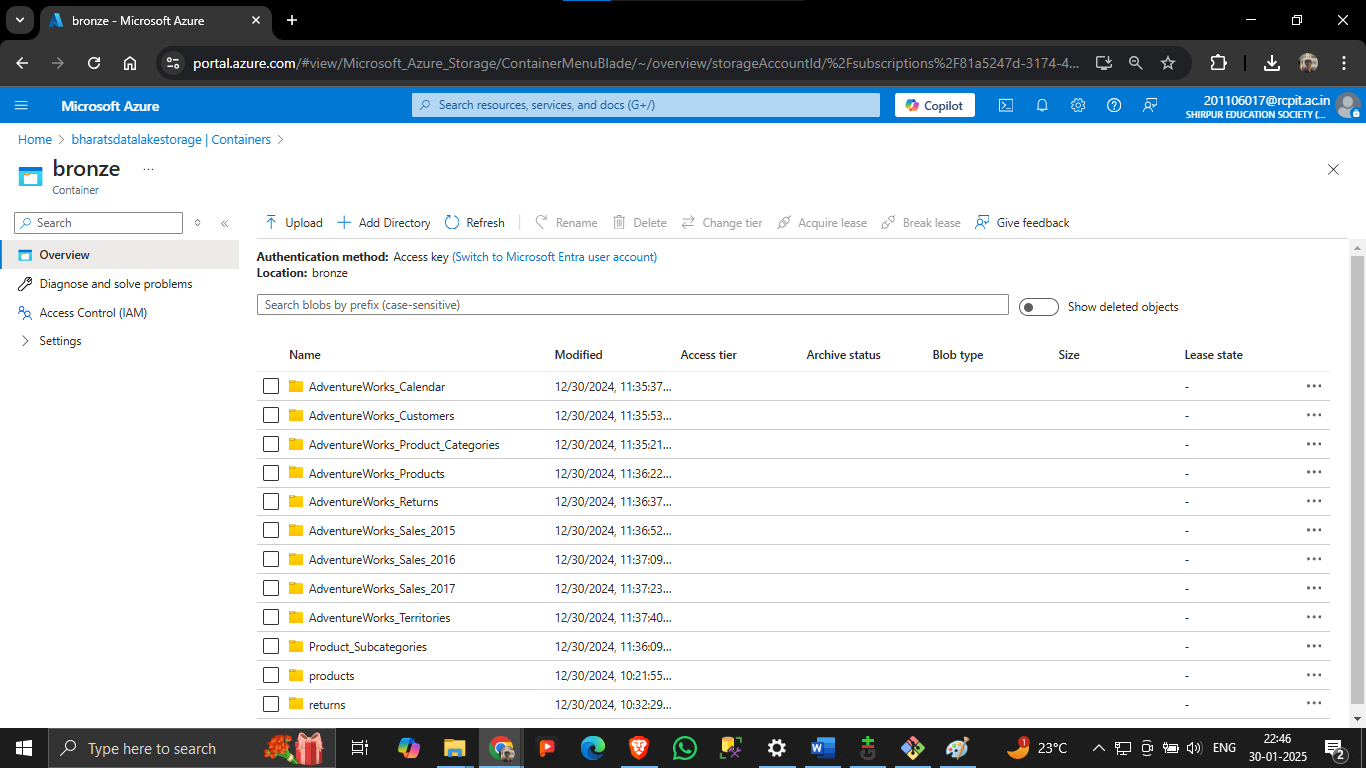 bronze - Microsoft Azure
portal.azure.com/#view/Microsoft_Azure_Storage/ContainerMenuBlade/~/overview/storageAccountId/%2Fsubscriptions%2F81a5247d-3174-4...
Microsoft Azure
Search resources, services, and docs (G+/)
Copilot
201106017@rcpit.ac.in
SHIRPUR EDUCATION SOCIETY (...
Home > bharatsdatalakestorage | Containers >
bronze ...
Container
Search
Upload
Add Directory
Refresh
Rename
Delete
Change tier
Acquire lease
Break lease
Give feedback
Overview
Diagnose and solve problems
Access Control (IAM)
Settings
Authentication method: Access key (Switch to Microsoft Entra user account)
Location: bronze
Search blobs by prefix (case-sensitive)
Show deleted objects
Name Modified Access tier Archive status Blob type Size Lease state
AdventureWorks_Calendar 12/30/2024, 11:35:37... - ...
AdventureWorks_Customers 12/30/2024, 11:35:53... - ...
AdventureWorks_Product_Categories 12/30/2024, 11:35:21... - ...
AdventureWorks_Products 12/30/2024, 11:36:22... - ...
AdventureWorks_Returns 12/30/2024, 11:36:37... - ...
AdventureWorks_Sales_2015 12/30/2024, 11:36:52... - ...
AdventureWorks_Sales_2016 12/30/2024, 11:37:09... - ...
AdventureWorks_Sales_2017 12/30/2024, 11:37:23... - ...
AdventureWorks_Territories 12/30/2024, 11:37:40... - ...
Product_Subcategories 12/30/2024, 11:36:09... - ...
products 12/30/2024, 10:21:55... - ...
returns 12/30/2024, 10:32:29... - ...
Type here to search
1
23°C
ENG
22:46
30-01-2025
2